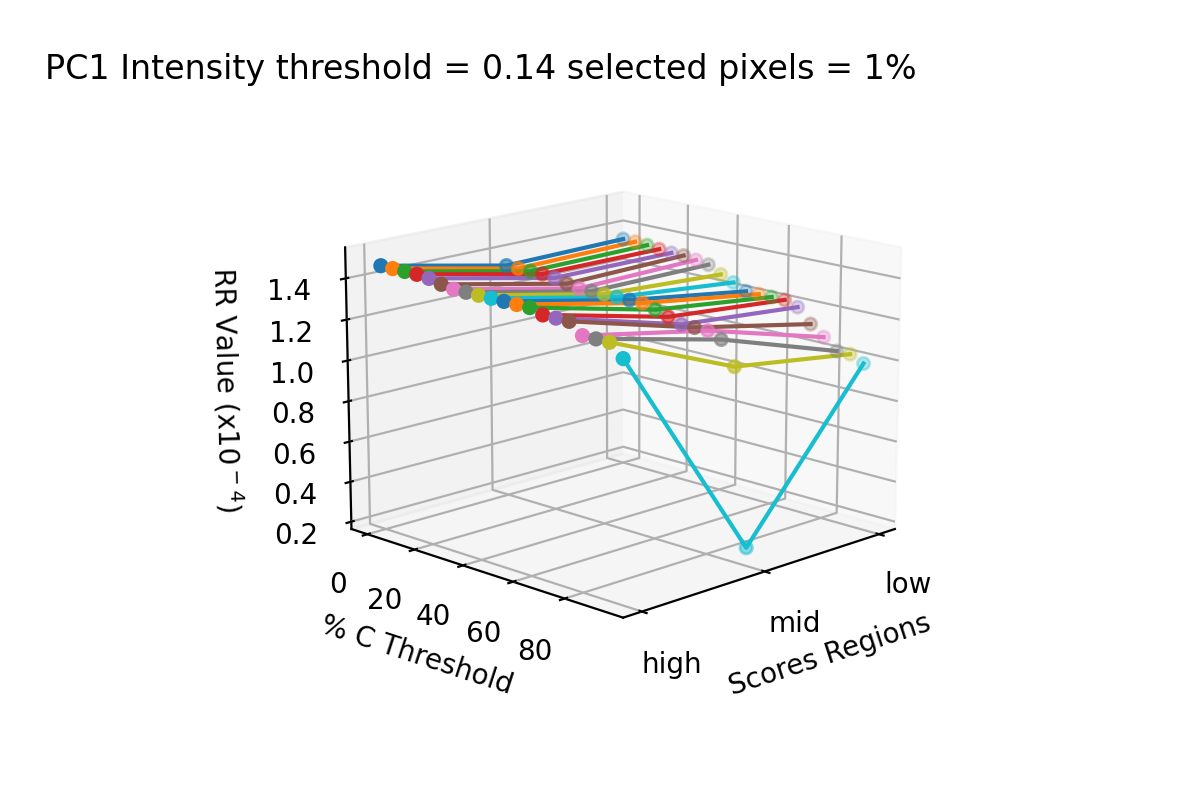 PC1 Intensity threshold = 0.14 selected pixels = 1%
RR Value (x10⁻⁴)
1.4
1.2
1.0
0.8
0.6
0.4
0.2
0
20
40
60
80
% C Threshold
high
mid
low
Scores Regions